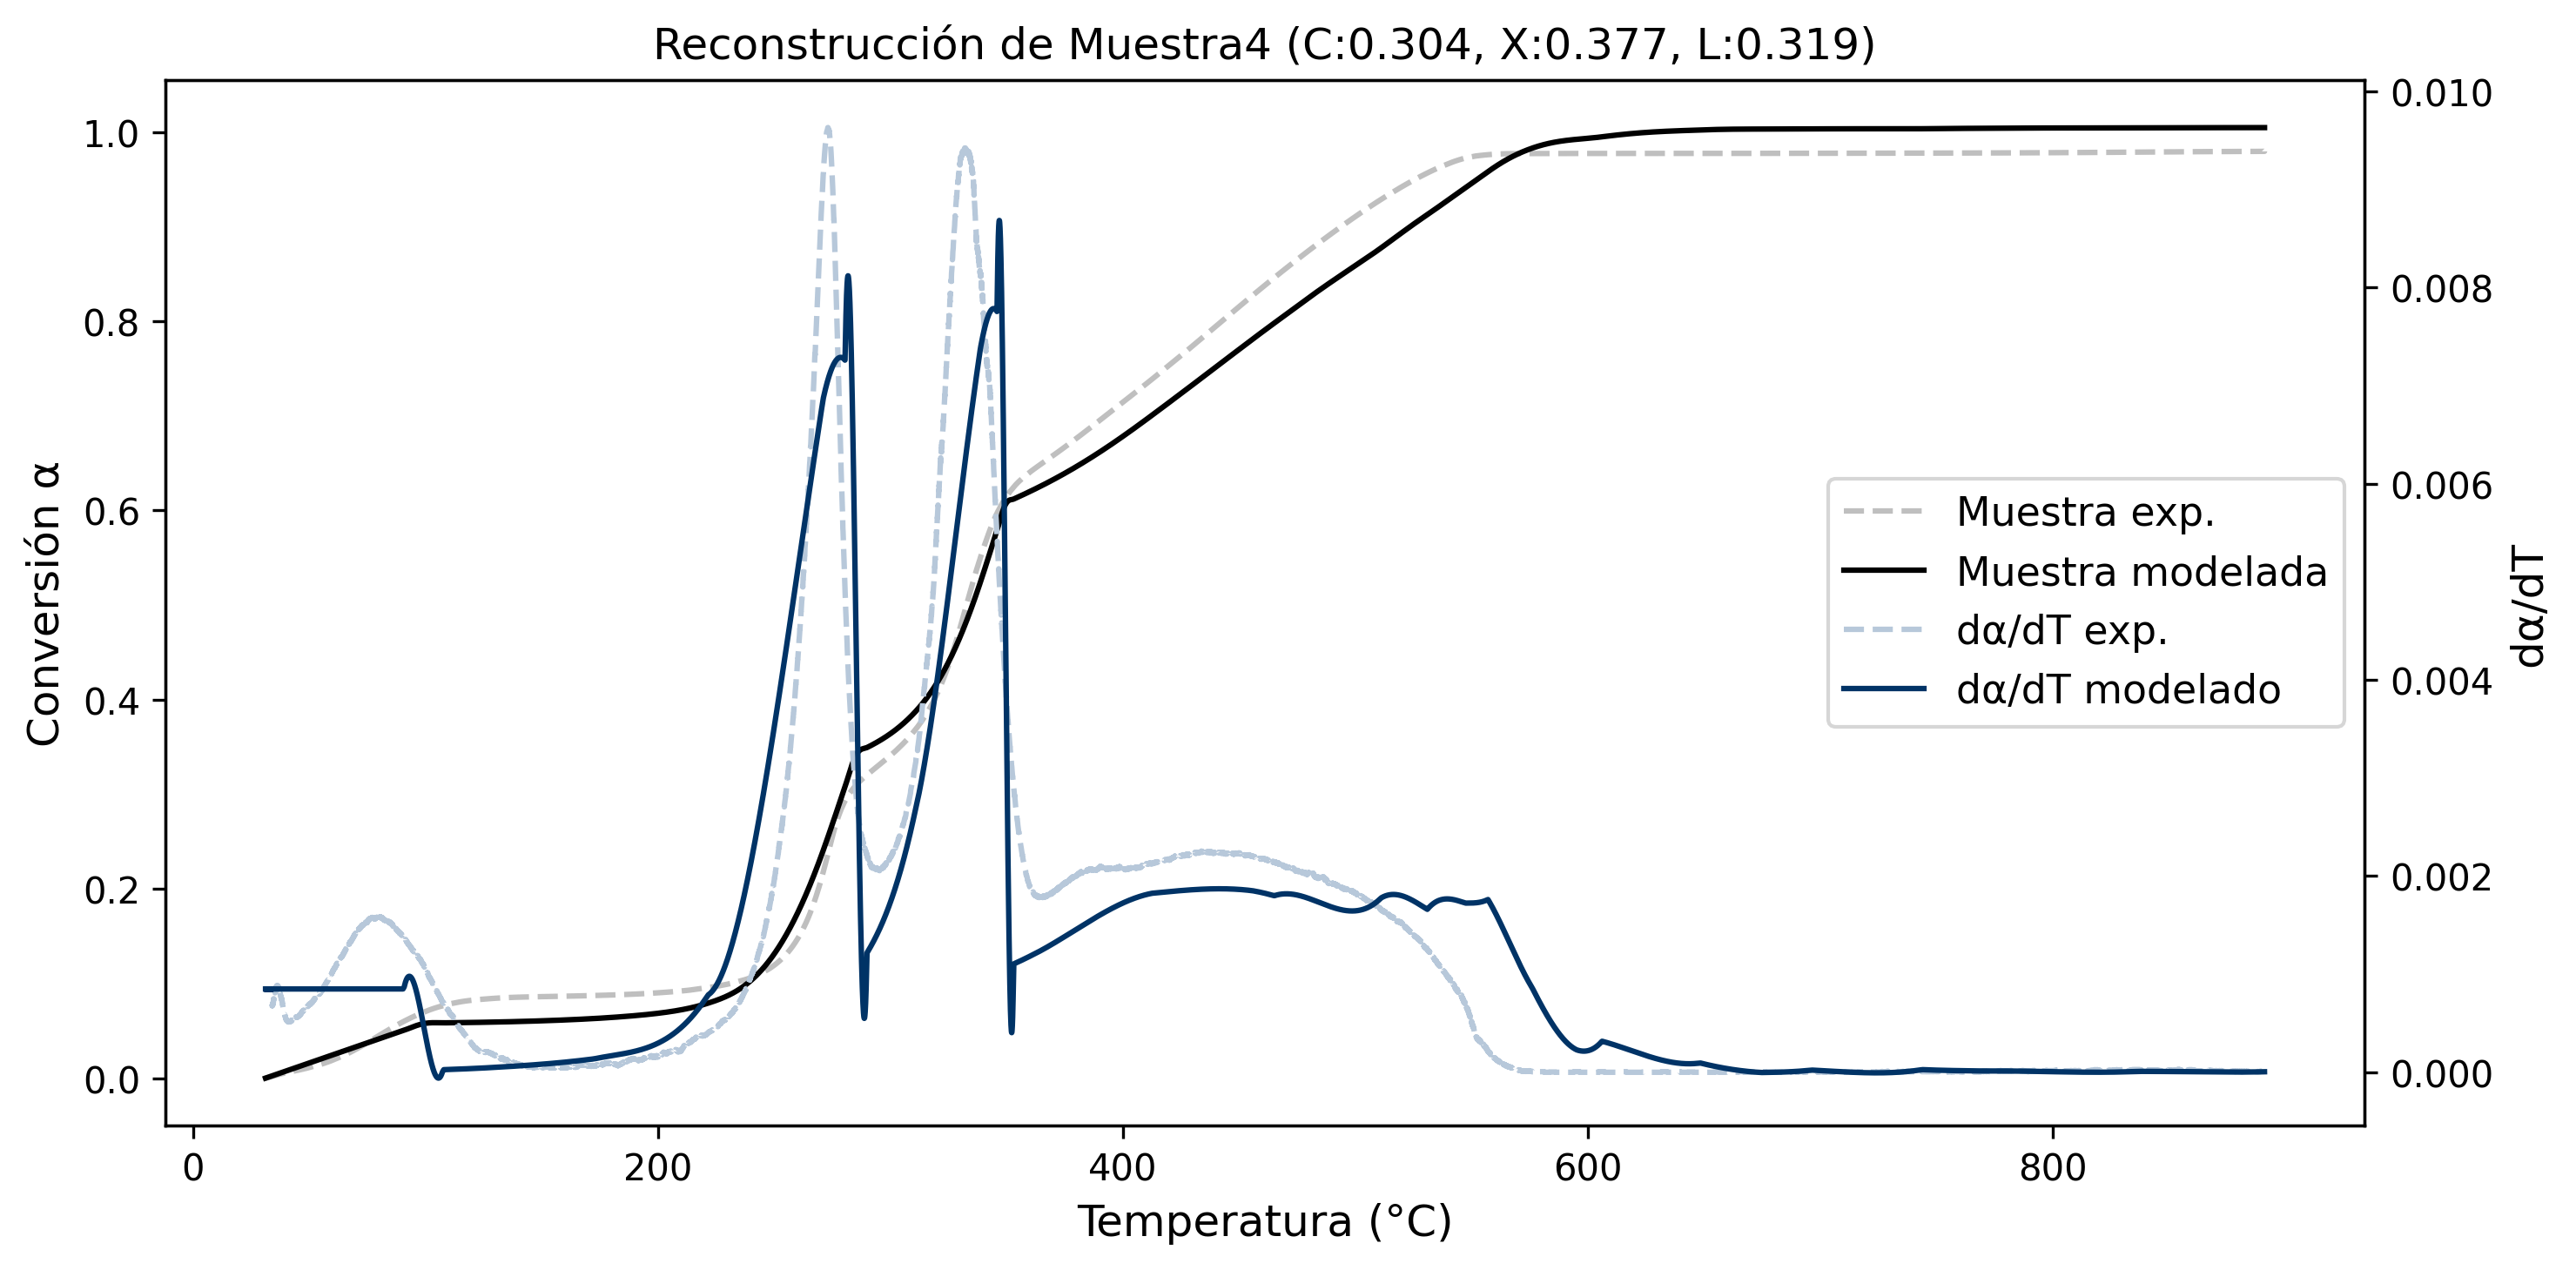 Reconstrucción de Muestra4 (C:0.304, X:0.377, L:0.319)
Conversión α
1.0
0.8
0.6
0.4
0.2
0.0
0.010
0.008
0.006
0.004
0.002
0.000
dα/dT
Muestra exp.
Muestra modelada
dα/dT exp.
dα/dT modelado
0
200
400
600
800
Temperatura (°C)